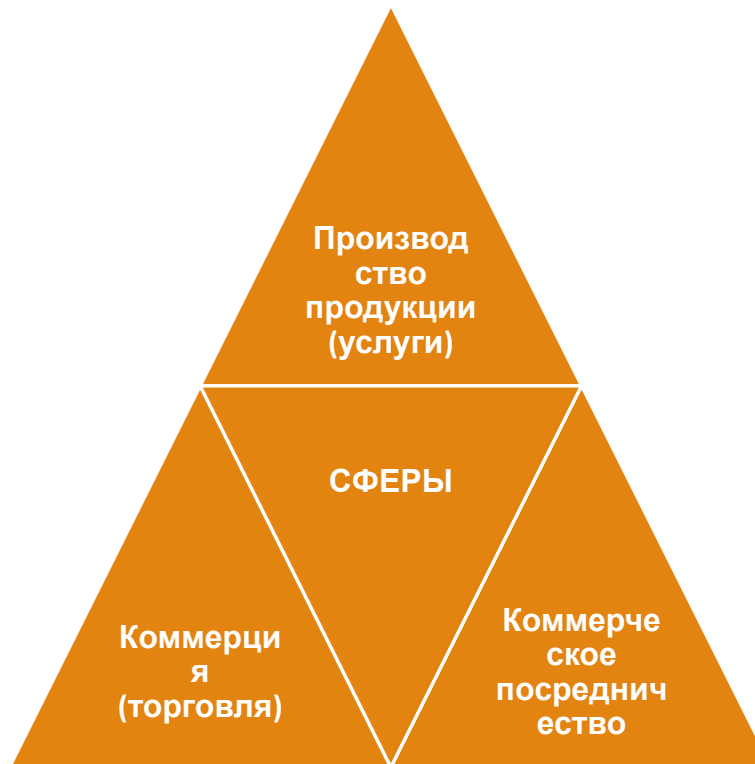 Производ
ство
продукции
(услуги)
СФЕРЫ
Коммерци
я
(торговля)
Коммерче
ское
посреднич
ество